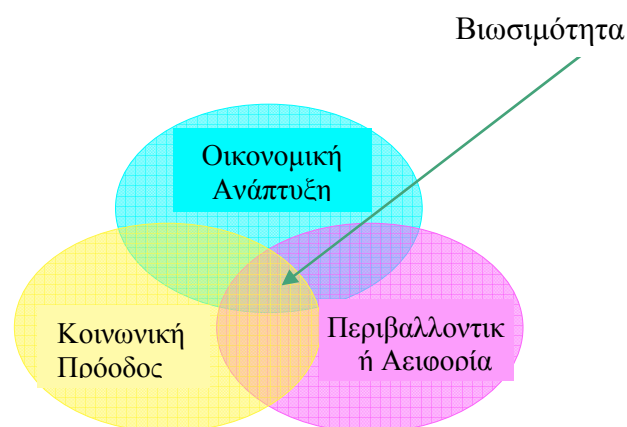 Βιωσιμότητα
Οικονομική
Ανάπτυξη
Κοινωνική
Πρόοδος
Περιβαλλοντικ
ή Αειφορία